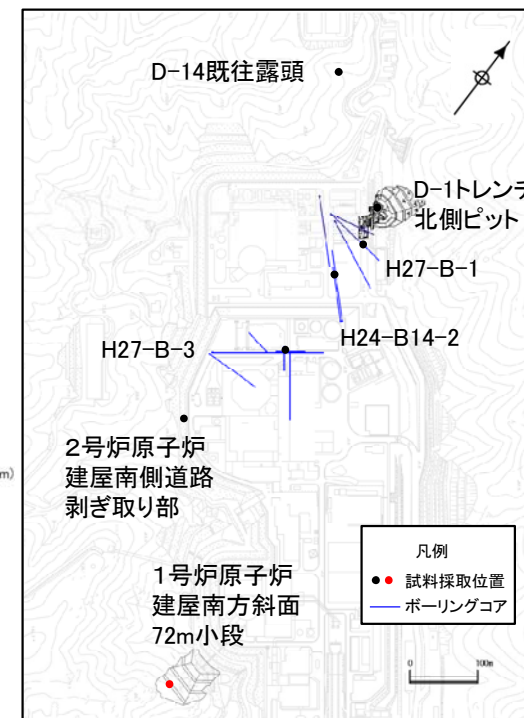 D-14既往露頭
D-1トレンチ
北側ピット
H27-B-1
H24-B14-2
H27-B-3
m)
2号炉原子炉
建屋南側道路
剥ぎ取り部
凡例
試料採取位置
ボーリングコア
1号炉原子炉
建屋南方斜面
72m小段
0 100m